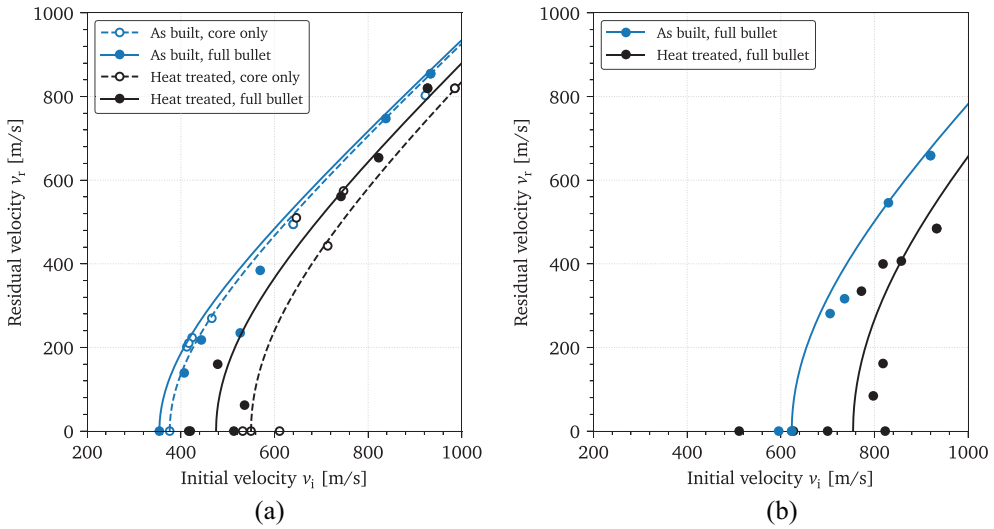 1000
800
600
400
200
0
Residual velocity vr [m/s]
As built, core only
As built, full bullet
Heat treated, core only
Heat treated, full bullet
200 400 600 800 1000
Initial velocity vi [m/s]
(a)
1000
800
600
400
200
0
Residual velocity vr [m/s]
As built, full bullet
Heat treated, full bullet
200 400 600 800 1000
Initial velocity vi [m/s]
(b)